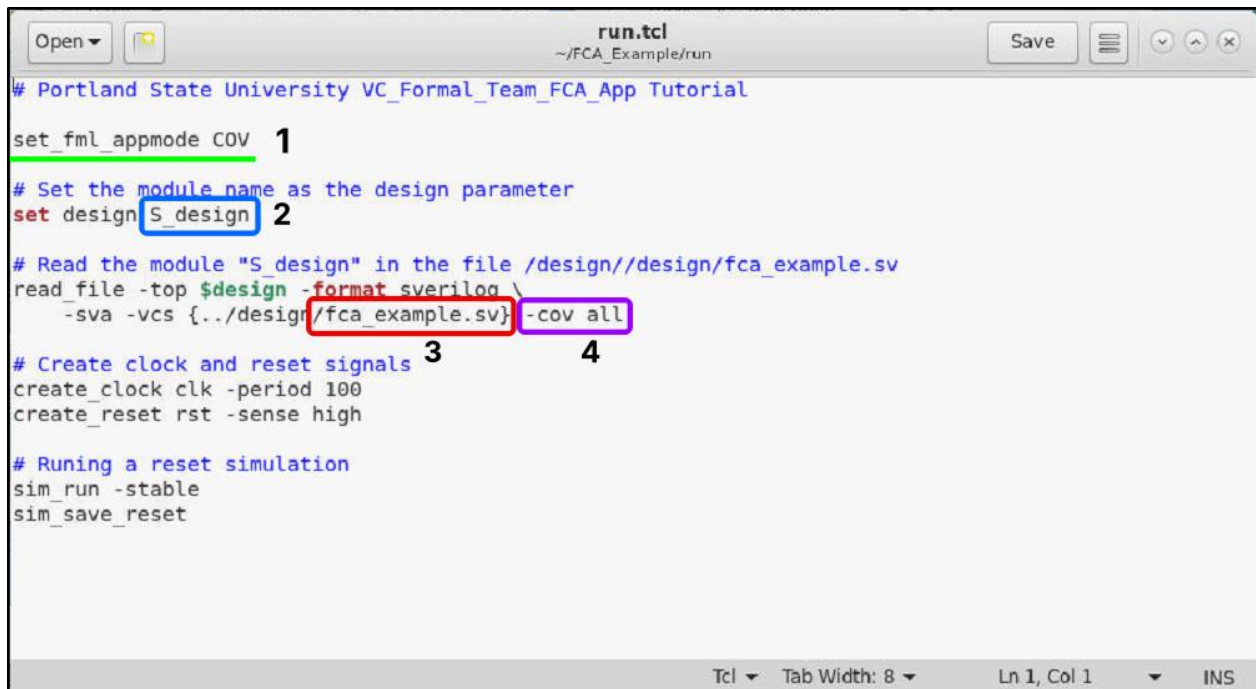 Open
run.tcl
~/FCA_Example/run
Save
# Portland State University VC_Formal_Team_FCA_App Tutorial
set_fml_appmode COV 1
# Set the module name as the design parameter
set design S_design 2
# Read the module "S_design" in the file /design//design/fca_example.sv
read_file -top $design -format sverilog \
-sva -vcs {../design/fca_example.sv} -cov all
3 4
# Create clock and reset signals
create_clock clk -period 100
create_reset rst -sense high
# Runing a reset simulation
sim_run -stable
sim_save_reset
Tcl Tab Width: 8 Ln 1, Col 1 INS